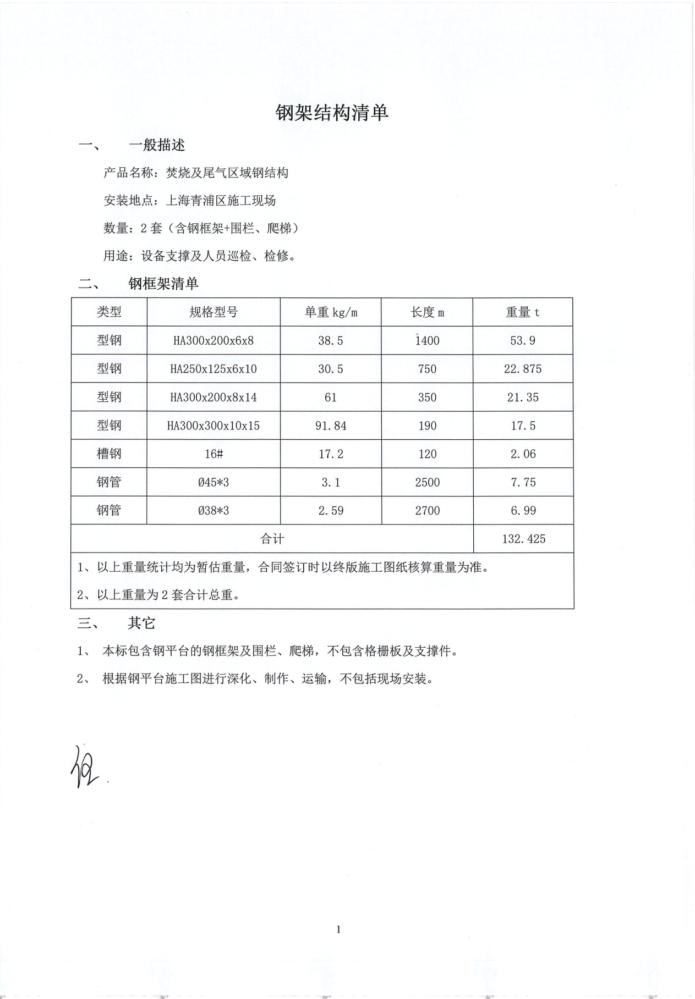 钢架结构清单
一、 一般描述
产品名称：焚烧及尾气区域钢结构
安装地点：上海青浦区施工现场
数量：2套（含钢框架+围栏、爬梯）
用途：设备支撑及人员巡检、检修。
二、 钢框架清单
类型 规格型号 单重kg/m 长度m 重量t
型钢 HA300x200x6x8 38.5 1400 53.9
型钢 HA250x125x6x10 30.5 750 22.875
型钢 HA300x200x8x14 61 350 21.35
型钢 HA300x300x10x15 91.84 190 17.5
槽钢 16# 17.2 120 2.06
钢管 Ø45*3 3.1 2500 7.75
钢管 Ø38*3 2.59 2700 6.99
合计 132.425
1、以上重量统计均为暂估重量，合同签订时以终版施工图纸核算重量为准。
2、以上重量为2套合计总重。
三、 其它
1、 本标包含钢平台的钢框架及围栏、爬梯，不包含格栅板及支撑件。
2、 根据钢平台施工图进行深化、制作、运输，不包括现场安装。
1